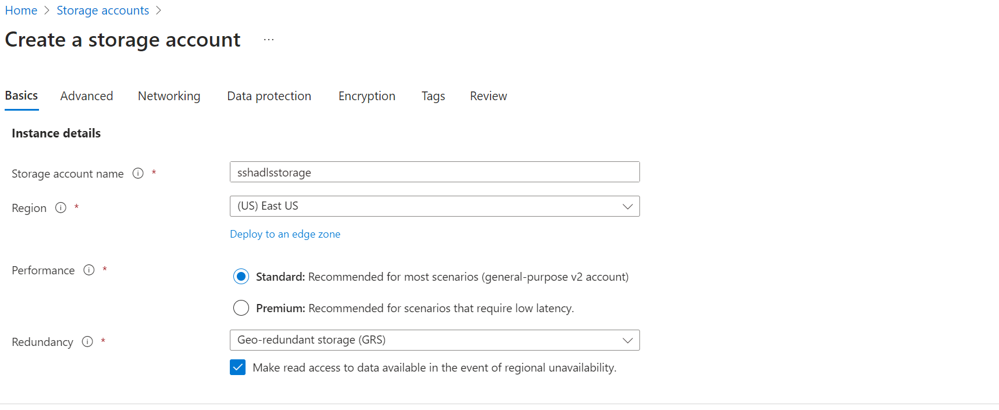 Home > Storage accounts >
Create a storage account ...
Basics Advanced Networking Data protection Encryption Tags Review
Instance details
Storage account name * sshadlsstorage
Region * (US) East US
Deploy to an edge zone
Performance * Standard: Recommended for most scenarios (general-purpose v2 account)
Premium: Recommended for scenarios that require low latency.
Redundancy * Geo-redundant storage (GRS)
Make read access to data available in the event of regional unavailability.